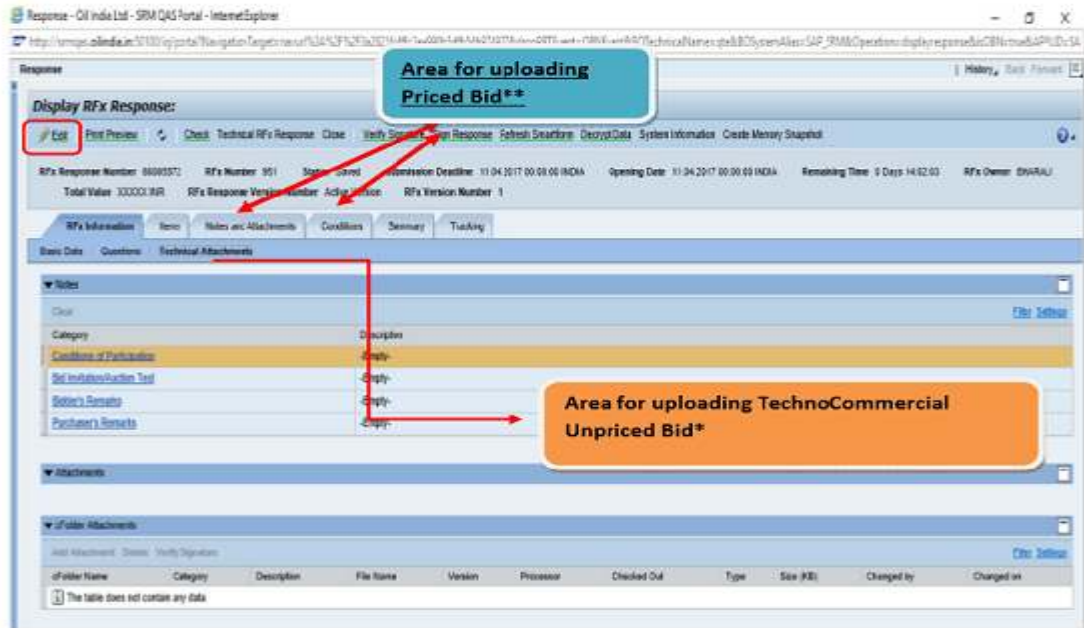 Response - Oil India Ltd - SRM QAS Portal - Internet Explorer
Response
History, Back Forward
Area for uploading
Priced Bid**
Display RFx Response:
Edit Print Preview Check Technical RFx Response Close Verify Signature Sign Response Refresh Smartform Decrypt Data System Information Create Memory Snapshot
RFx Number 951 Status Saved Submission Deadline 11.04.2017 00:00:00 INDIA Opening Date 11.04.2017 00:00:00 INDIA Remaining Time 0 Days 14:02:03 RFx Owner
RFx Response Number
Total Value RFx Response Version Number Active Version RFx Version Number 1
RFx Information Items Notes and Attachments Conditions Summary Tracking
Basic Data Questions Technical Attachments
Notes
Clear Filter Settings
Category Description
Conditions of Participation -Empty-
Bid Invitation/Auction Text -Empty-
Bidder's Remarks -Empty-
Purchaser's Remarks -Empty-
Area for uploading TechnoCommercial
Unpriced Bid*
Attachments
cFolder Attachments
Add Attachment Delete Verify Signature Filter Settings
cFolder Name Category Description File Name Version Processor Checked Out Type Size (KB) Changed by Changed on
The table does not contain any data